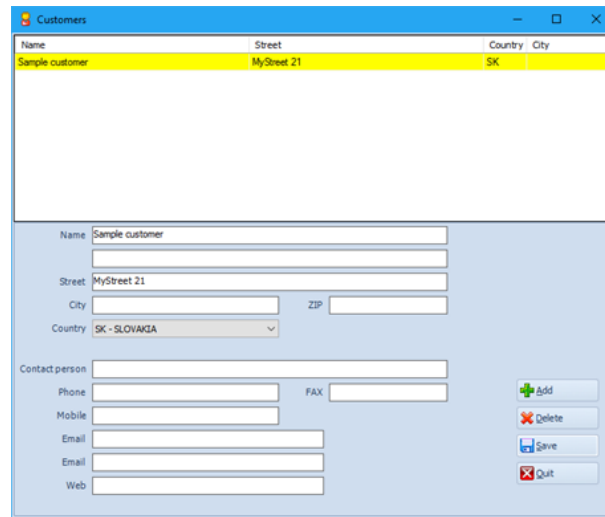 Customers
Name Street Country City
Sample customer MyStreet 21 SK
Name Sample customer
Street MyStreet 21
City ZIP
Country SK - SLOVAKIA
Contact person
Phone FAX
Add
Mobile
Delete
Email
Save
Email
Quit
Web